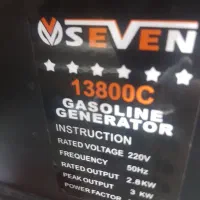 SEVEN
13800C
GASOLINE
GENERATOR
INSTRUCTION
RATED VOLTAGE 220V
FREQUENCY 50Hz
RATED OUTPUT 2.8KW
PEAK OUTPUT 3 KW
POWER FACTOR